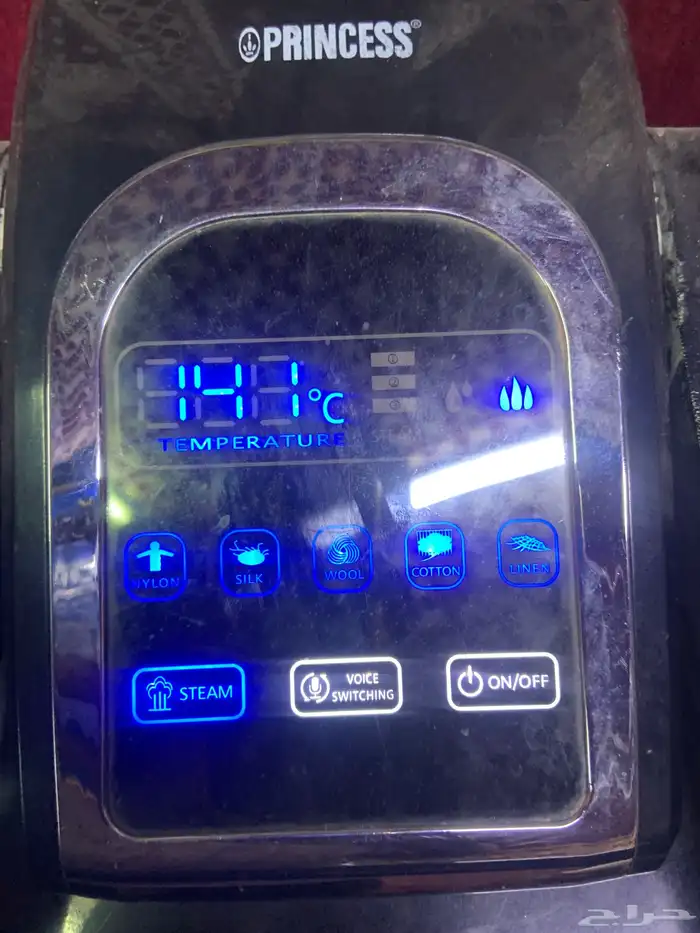 PRINCESS®
141°C
TEMPERATURE
NYLON
SILK
WOOL
COTTON
LINEN
STEAM
VOICE
SWITCHING
ON/OFF
حراج